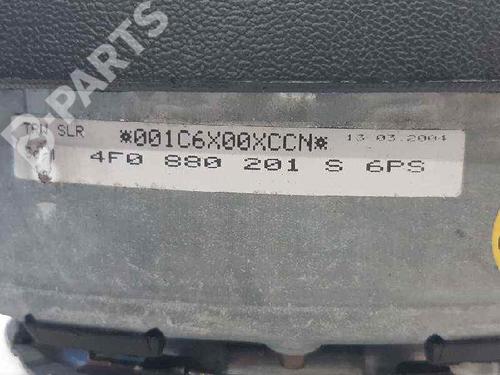 B-PARTS
TRW SLR *001C6X00XCCN* 13.03.2004
4F0 880 201 S 6PS